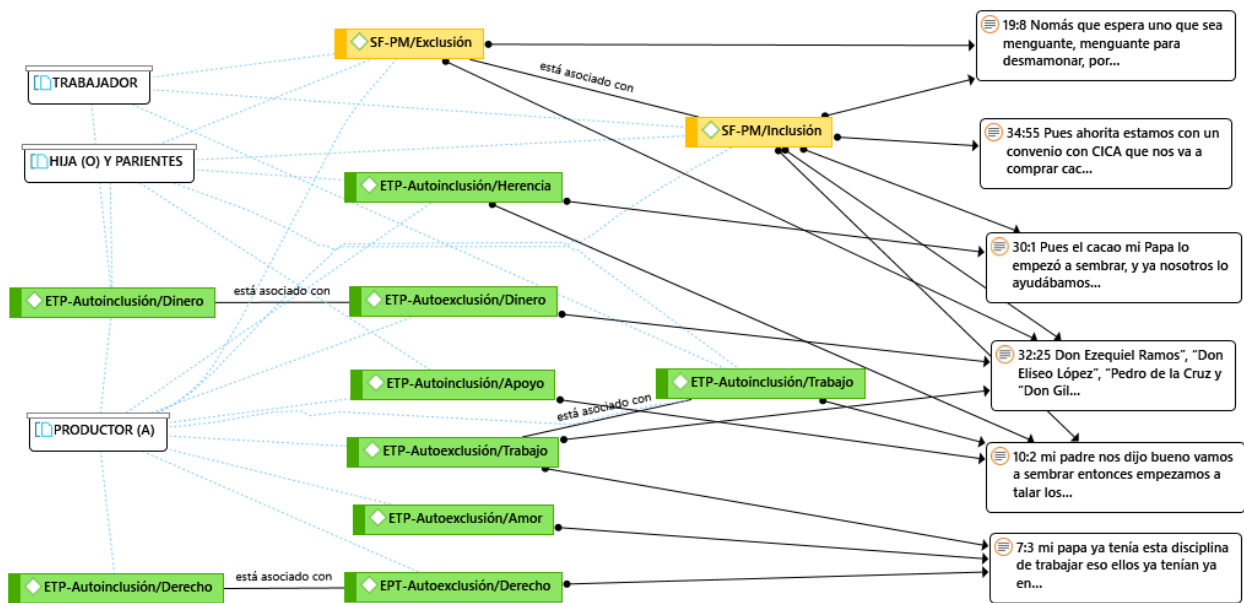 SF-PM/Exclusión
19:8 Nomás que espera uno que sea
menguante, menguante para
desmamonar, por...
TRABAJADOR
está asociado con
SF-PM/Inclusión
34:55 Pues ahorita estamos con un
convenio con CICA que nos va a
comprar cac...
HIJA (O) Y PARIENTES
ETP-Autoinclusión/Herencia
30:1 Pues el cacao mi Papa lo
empezó a sembrar, y ya nosotros lo
ayudábamos...
ETP-Autoinclusión/Dinero
está asociado con
ETP-Autoexclusión/Dinero
32:25 Don Ezequiel Ramos”, “Don
Eliseo López”, “Pedro de la Cruz y
“Don Gil...
ETP-Autoinclusión/Apoyo
ETP-Autoinclusión/Trabajo
está asociado con
PRODUCTOR (A)
ETP-Autoexclusión/Trabajo
10:2 mi padre nos dijo bueno vamos
a sembrar entonces empezamos a
talar los...
ETP-Autoexclusión/Amor
7:3 mi papa ya tenía esta disciplina
de trabajar eso ellos ya tenían ya
en...
ETP-Autoinclusión/Derecho
está asociado con
EPT-Autoexclusión/Derecho